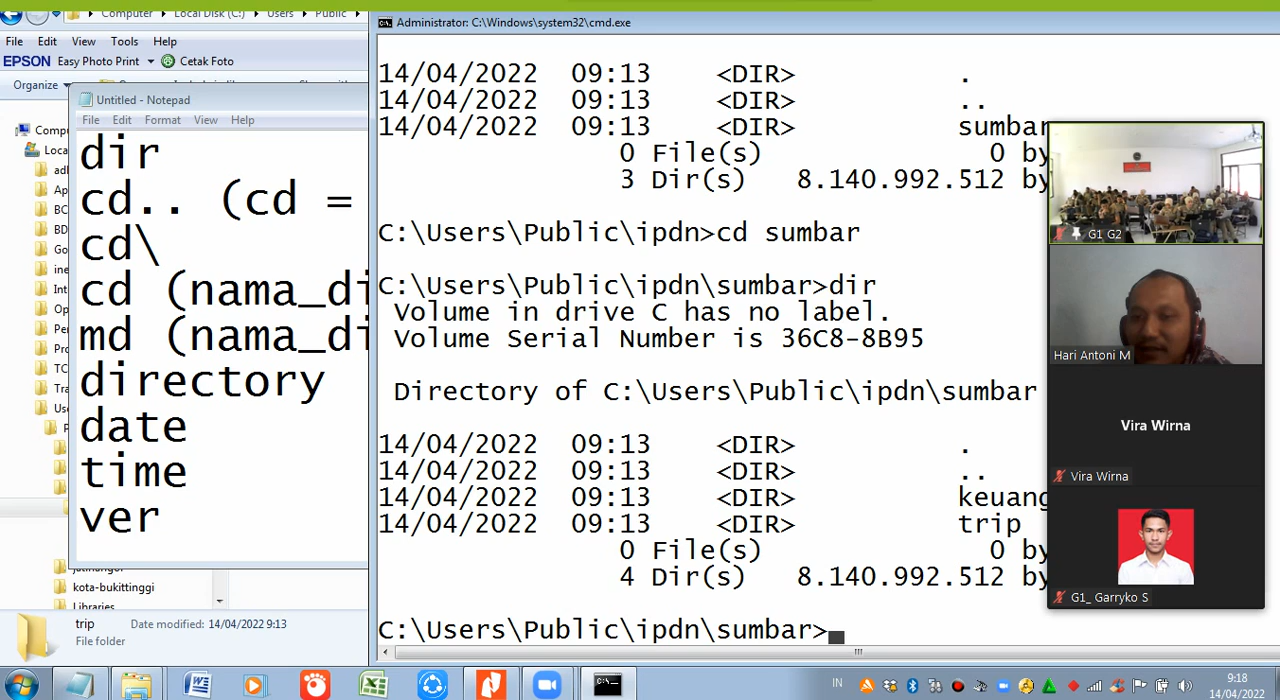 Computer Local Disk (C:) Users Public
File Edit View Tools Help
EPSON Easy Photo Print Cetak Foto
Organize
Untitled - Notepad
File Edit Format View Help
dir
cd.. (cd =
cd\
cd (nama_di
md (nama_di
directory
date
time
ver
kota-bukittinggi
Libraries
trip Date modified: 14/04/2022 9:13
File folder
Administrator: C:\Windows\system32\cmd.exe
14/04/2022 09:13 <DIR> .
14/04/2022 09:13 <DIR> ..
14/04/2022 09:13 <DIR> sumbar
0 File(s) 0 by
3 Dir(s) 8.140.992.512 by
C:\Users\Public\ipdn>cd sumbar
C:\Users\Public\ipdn\sumbar>dir
Volume in drive C has no label.
Volume Serial Number is 36C8-8B95
Directory of C:\Users\Public\ipdn\sumbar
14/04/2022 09:13 <DIR> .
14/04/2022 09:13 <DIR> ..
14/04/2022 09:13 <DIR> keuang
14/04/2022 09:13 <DIR> trip
0 File(s) 0 by
4 Dir(s) 8.140.992.512 by
C:\Users\Public\ipdn\sumbar>
G1 G2
Hari Antoni M
Vira Wirna
Vira Wirna
G1_ Garryko S
IN
9:18
14/04/2022